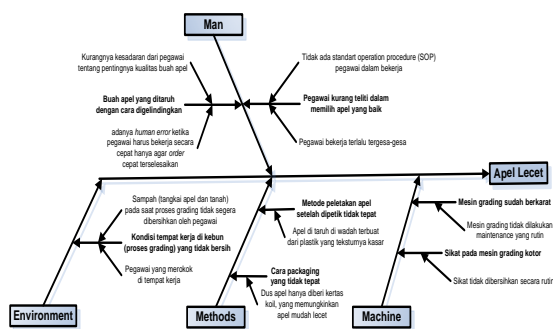 Man
Kurangnya kesadaran dari pegawai
tentang pentingnya kualitas buah apel
Buah apel yang ditaruh
dengan cara digelindingkan
adanya human error ketika
pegawai harus bekerja secara
cepat hanya agar order
cepat terselesaikan
Tidak ada standart operation procedure (SOP)
pegawai dalam bekerja
Pegawai kurang teliti dalam
memilih apel yang baik
Pegawai bekerja terlalu tergesa-gesa
Apel Lecet
Sampah (tangkai apel dan tanah)
pada saat proses grading tidak segera
dibersihkan oleh pegawai
Kondisi tempat kerja di kebun
(proses grading) yang tidak bersih
Pegawai yang merokok
di tempat kerja
Environment
Metode peletakan apel
setelah dipetik tidak tepat
Apel di taruh di wadah terbuat
dari plastik yang teksturnya kasar
Cara packaging
yang tidak tepat
Dus apel hanya diberi kertas
koil, yang memungkinkan
apel mudah lecet
Methods
Mesin grading sudah berkarat
Mesin grading tidak dilakukan
maintenance yang rutin
Sikat pada mesin grading kotor
Sikat tidak dibersihkan secara rutin
Machine